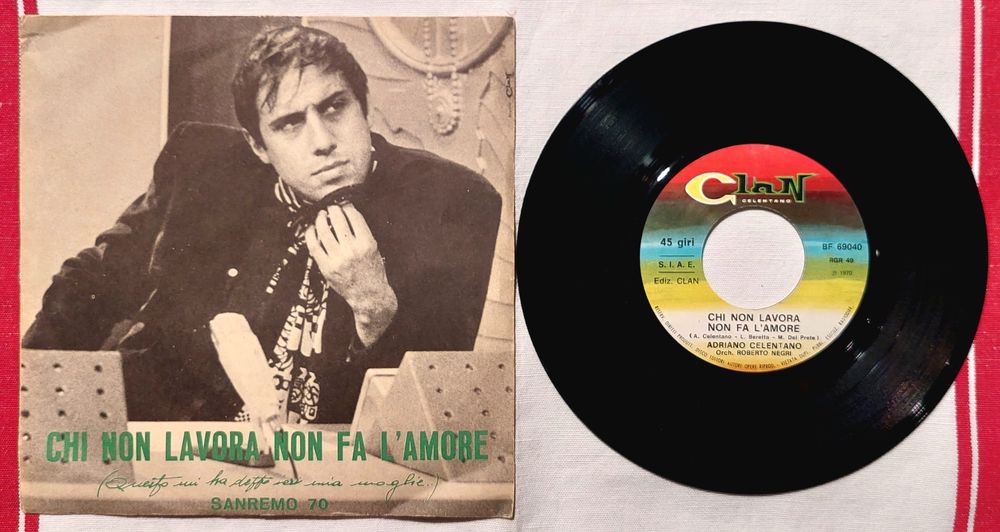 Clan
CHI NON LAVORA NON FA L'AMORE
(Questo mi ha detto ieri mia moglie.)
SANREMO 70
Clan
CELENTANO
45 giri
S.I.A.E.
Ediz. CLAN
BF 69040
RGR 49
℗ 1970
CHI NON LAVORA
NON FA L'AMORE
(A. Celentano - L. Beretta - M. Del Prete)
ADRIANO CELENTANO
Orch. ROBERTO NEGRI